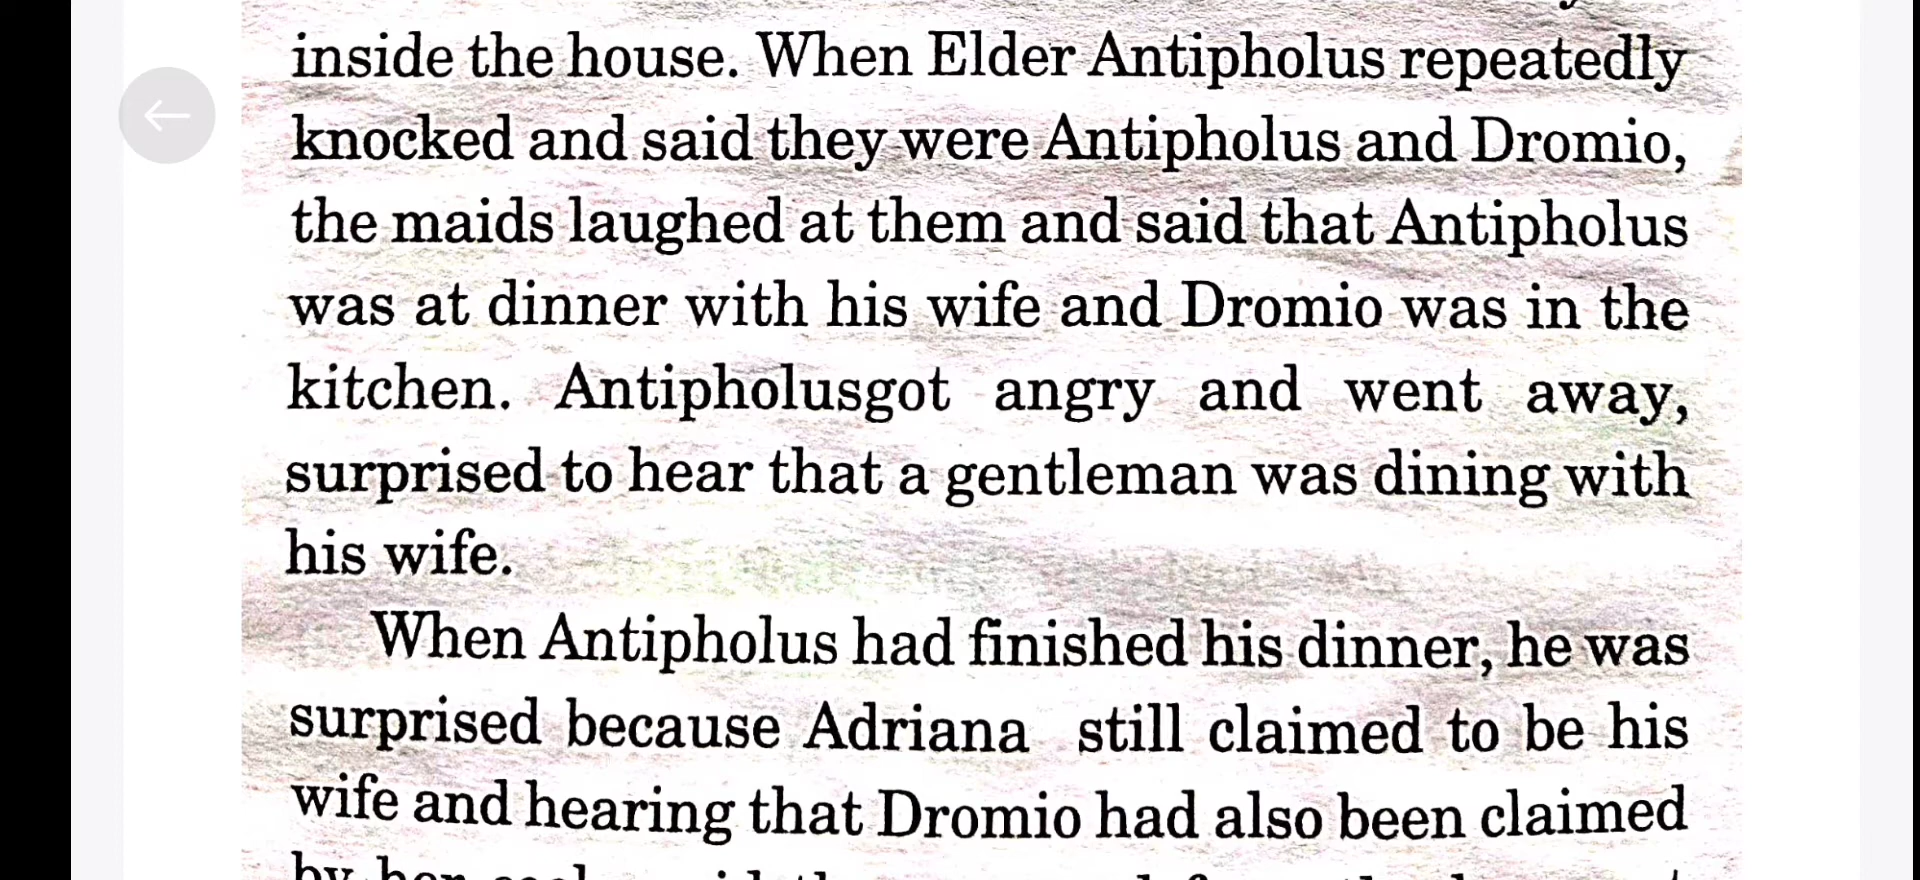 inside the house. When Elder Antipholus repeatedly
knocked and said they were Antipholus and Dromio,
the maids laughed at them and said that Antipholus
was at dinner with his wife and Dromio was in the
kitchen. Antipholusgot angry and went away,
surprised to hear that a gentleman was dining with
his wife.
When Antipholus had finished his dinner, he was
surprised because Adriana still claimed to be his
wife and hearing that Dromio had also been claimed